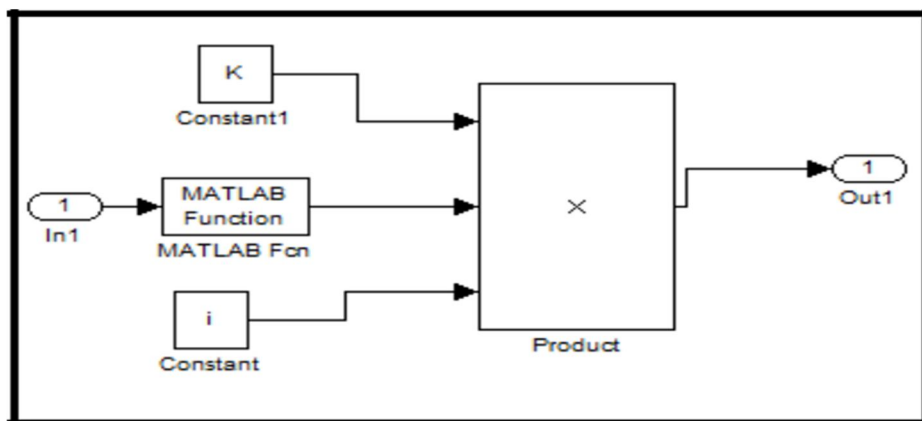 K
Constant1
1
In1
MATLAB
Function
MATLAB Fcn
i
Constant
X
Product
1
Out1